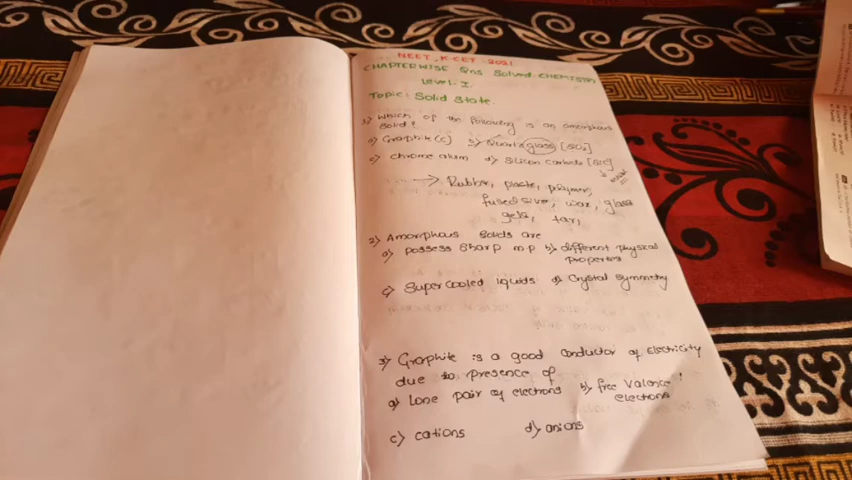 NEET, K-CET - 2021
CHAPTERWISE Qns Solved-CHEMISTRY
Level-I
Topic: Solid State
1) Which of the following is an amorphous
solid?
a) Graphite (c) b) Quartz glass [SiO2]
c) Chrome alum d) Silicon Carbide [SiC]
→ Rubber, plastic, polymers,
wax, glass
gels, tar,
2) Amorphous solids are
a) possess sharp m.p b) different physical
properties
c) Super cooled liquids d) Crystal symmetry
3) Graphite is a good conductor of electricity
due to presence of
a) Lone pair of electrons b) free valence
electrons
c) cations d) anions